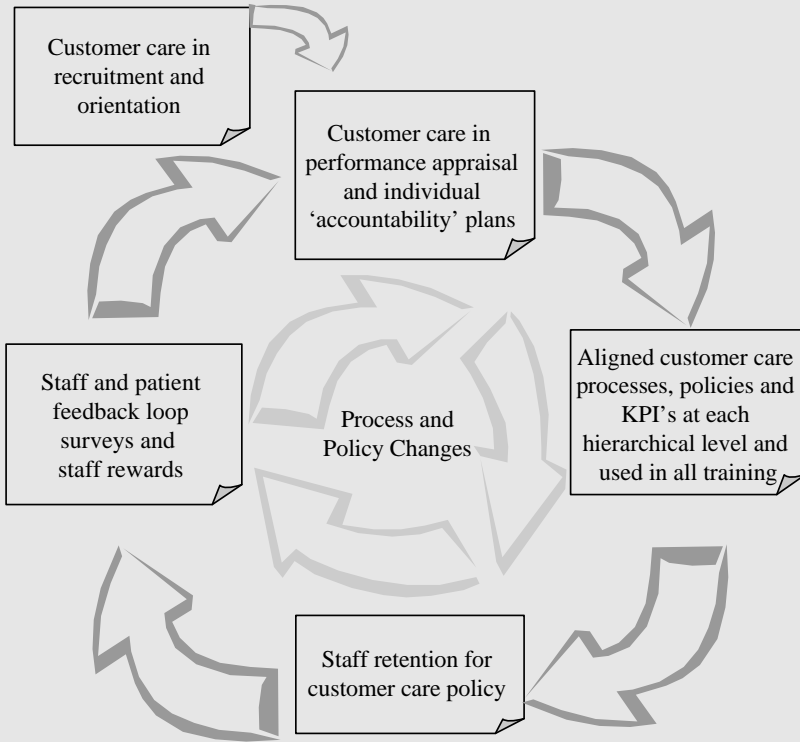 Customer care in
recruitment and
orientation
Customer care in
performance appraisal
and individual
‘accountability’ plans
Aligned customer care
processes, policies and
KPI’s at each
hierarchical level and
used in all training
Staff retention for
customer care policy
Staff and patient
feedback loop
surveys and
staff rewards
Process and
Policy Changes